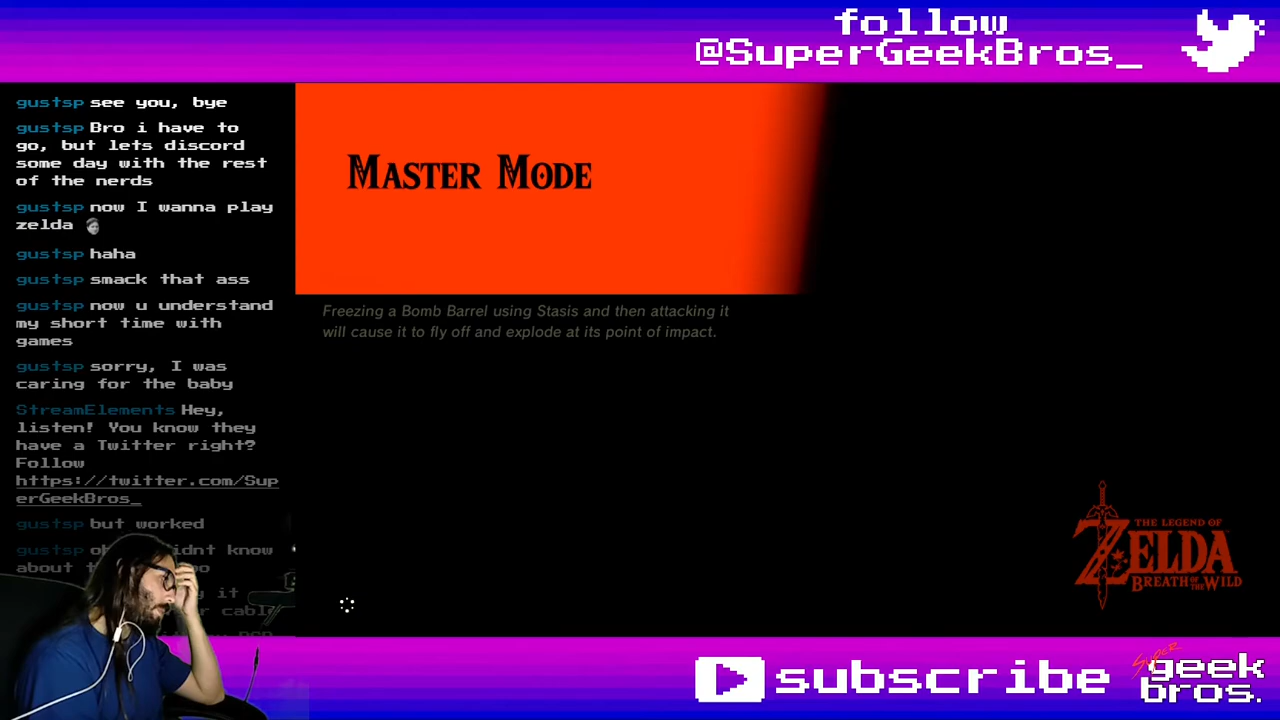 follow
@SuperGeekBros_
gustsp see you, bye
gustsp Bro i have to
go, but lets discord
some day with the rest
of the nerds
gustsp now I wanna play
zelda
gustsp haha
gustsp smack that ass
gustsp now u understand
my short time with
games
gustsp sorry, I was
caring for the baby
StreamElements Hey,
listen! You know they
have a Twitter right?
Follow
https://twitter.com/Sup
erGeekBros_
gustsp but worked
gustsp know
about
it
cable
Master Mode
Freezing a Bomb Barrel using Stasis and then attacking it
will cause it to fly off and explode at its point of impact.
THE LEGEND OF
ZELDA
BREATH OF THE WILD
subscribe
SUPER
geek
bros.